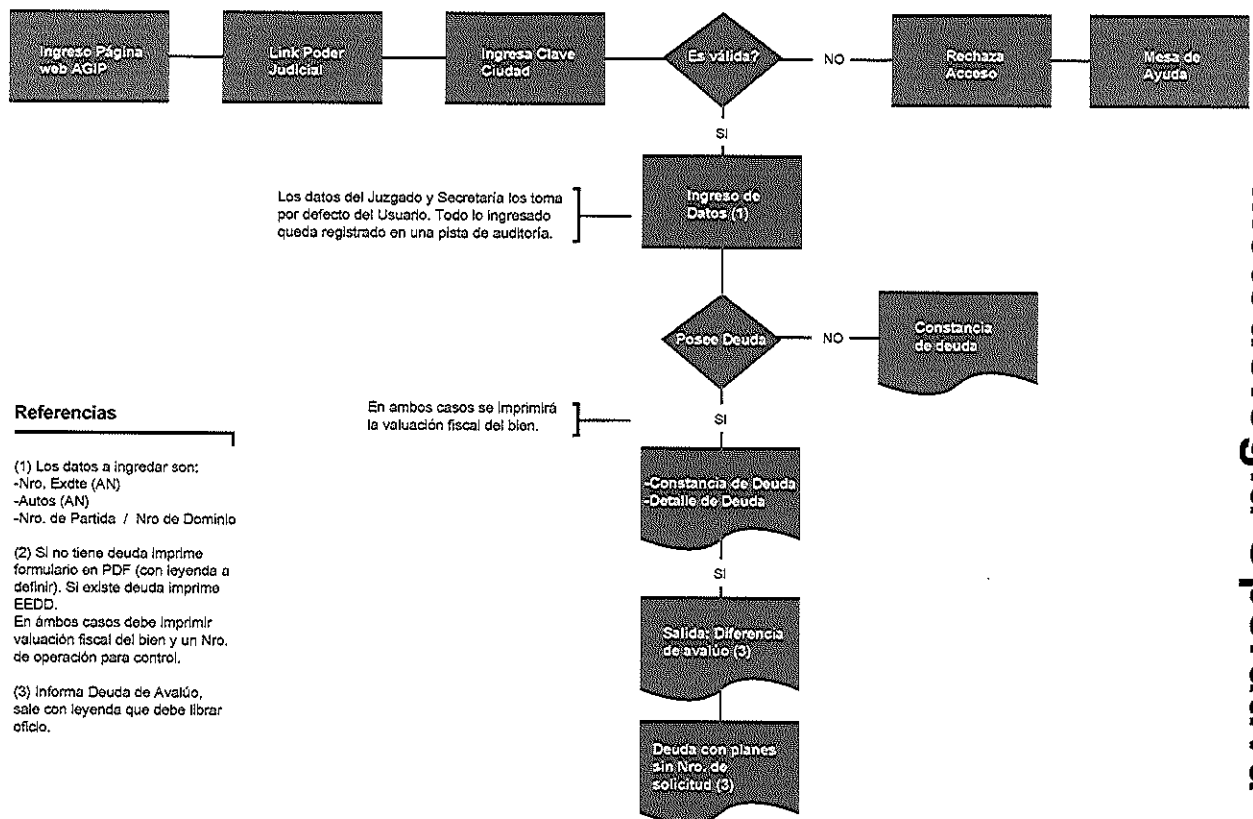 Ingreso Página
web AGIP
Link Poder
Judicial
Ingresa Clave
Ciudad
Es válida?
NO
Rechaza
Acceso
Mesa de
Ayuda
SI
Los datos del Juzgado y Secretaría los toma
por defecto del Usuario. Todo lo ingresado
queda registrado en una pista de auditoría.
Ingreso de
Datos (1)
Posee Deuda
NO
Constancia
de deuda
En ambos casos se imprimirá
la valuación fiscal del bien.
SI
-Constancia de Deuda
-Detalle de Deuda
SI
Salida: Diferencia
de avalúo (3)
Deuda con planes
sin Nro. de
solicitud (3)
Referencias
(1) Los datos a ingredar son:
-Nro. Exdte (AN)
-Autos (AN)
-Nro. de Partida / Nro de Dominio
(2) Si no tiene deuda imprime
formulario en PDF (con leyenda a
definir). Si existe deuda imprime
EEDD.
En ámbos casos debe imprimir
valuación fiscal del bien y un Nro.
de operación para control.
(3) Informa Deuda de Avalúo,
sale con leyenda que debe librar
oficio.